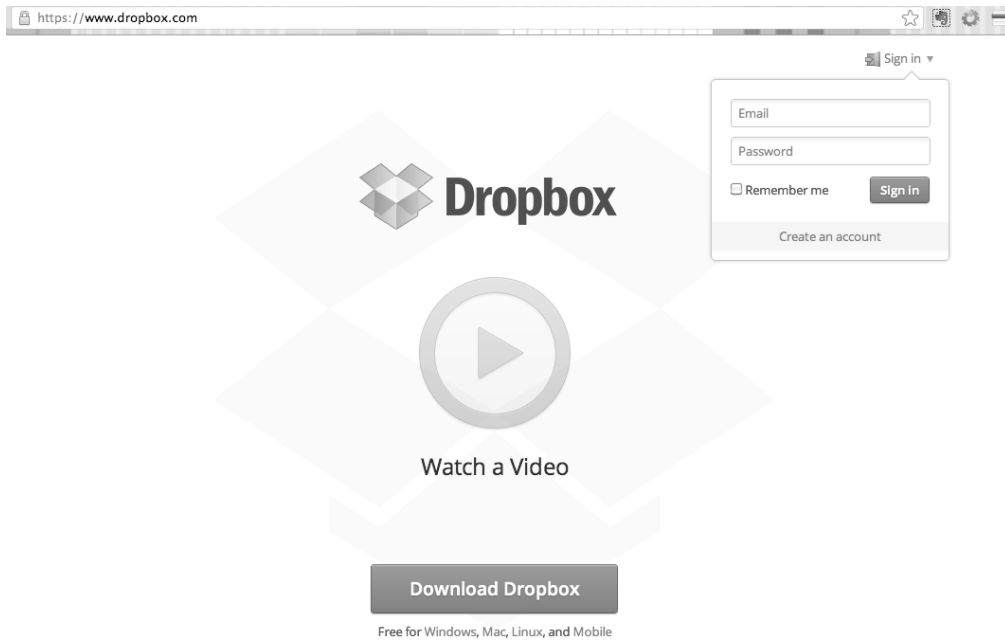 https://www.dropbox.com
Sign in
Email
Password
Remember me
Sign in
Create an account
Dropbox
Watch a Video
Download Dropbox
Free for Windows, Mac, Linux, and Mobile